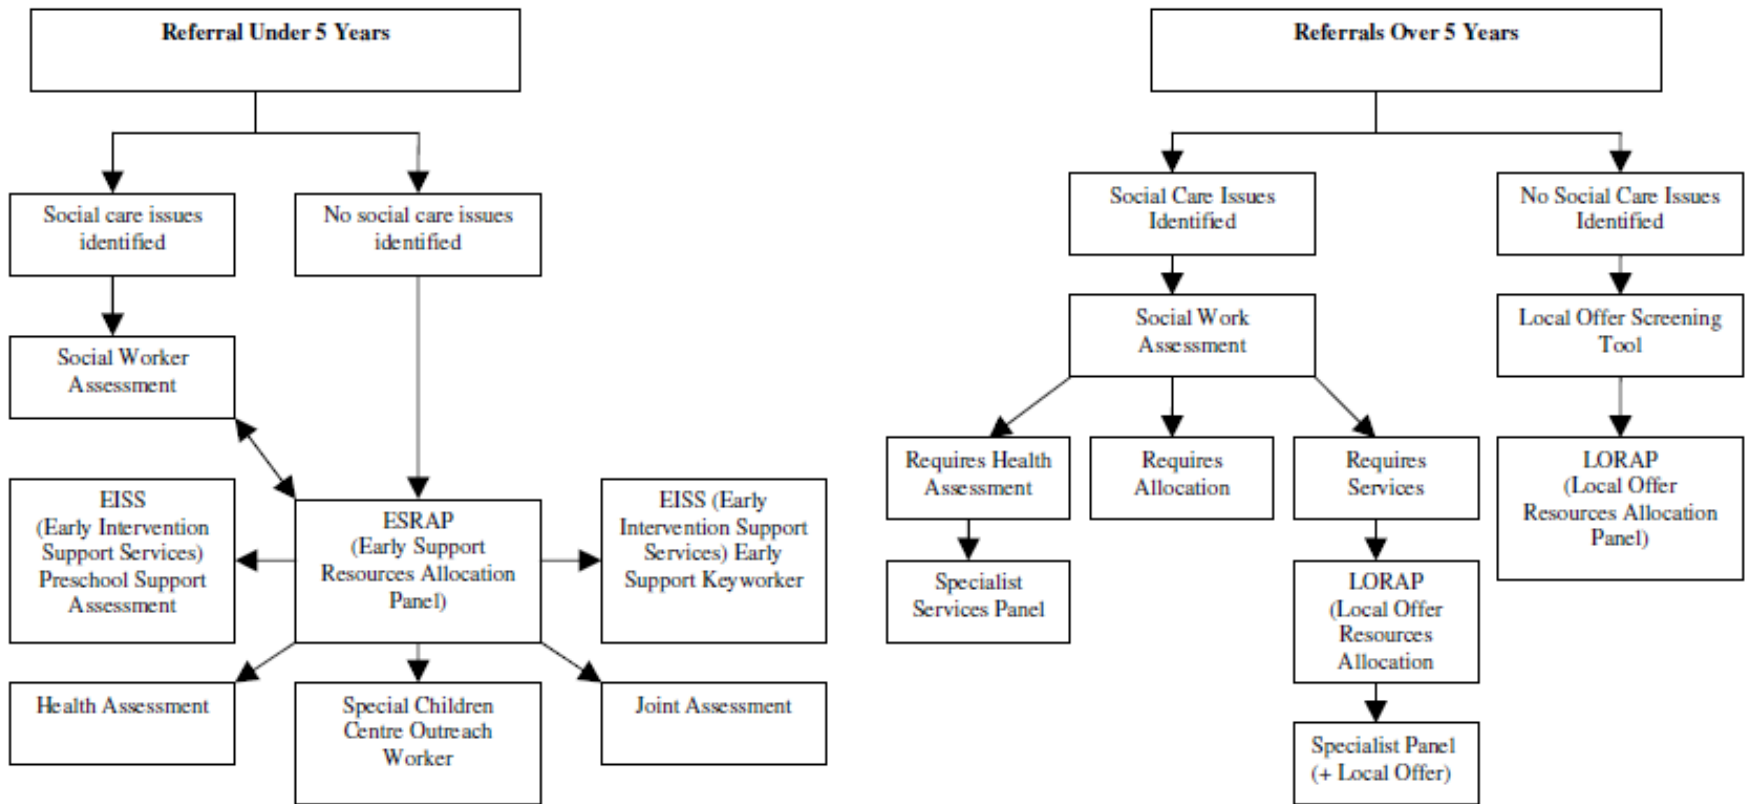 Referral Under 5 Years
Social care issues
identified
No social care issues
identified
Social Worker
Assessment
EISS
(Early Intervention
Support Services)
Preschool Support
Assessment
ESRAP
(Early Support
Resources Allocation
Panel)
EISS (Early
Intervention Support
Services) Early
Support Keyworker
Health Assessment
Special Children
Centre Outreach
Worker
Joint Assessment
Referrals Over 5 Years
Social Care Issues
Identified
No Social Care Issues
Identified
Social Work
Assessment
Local Offer Screening
Tool
Requires Health
Assessment
Requires
Allocation
Requires
Services
LORAP
(Local Offer
Resources Allocation
Panel)
Specialist
Services Panel
LORAP
(Local Offer
Resources
Allocation
Specialist Panel
(+ Local Offer)